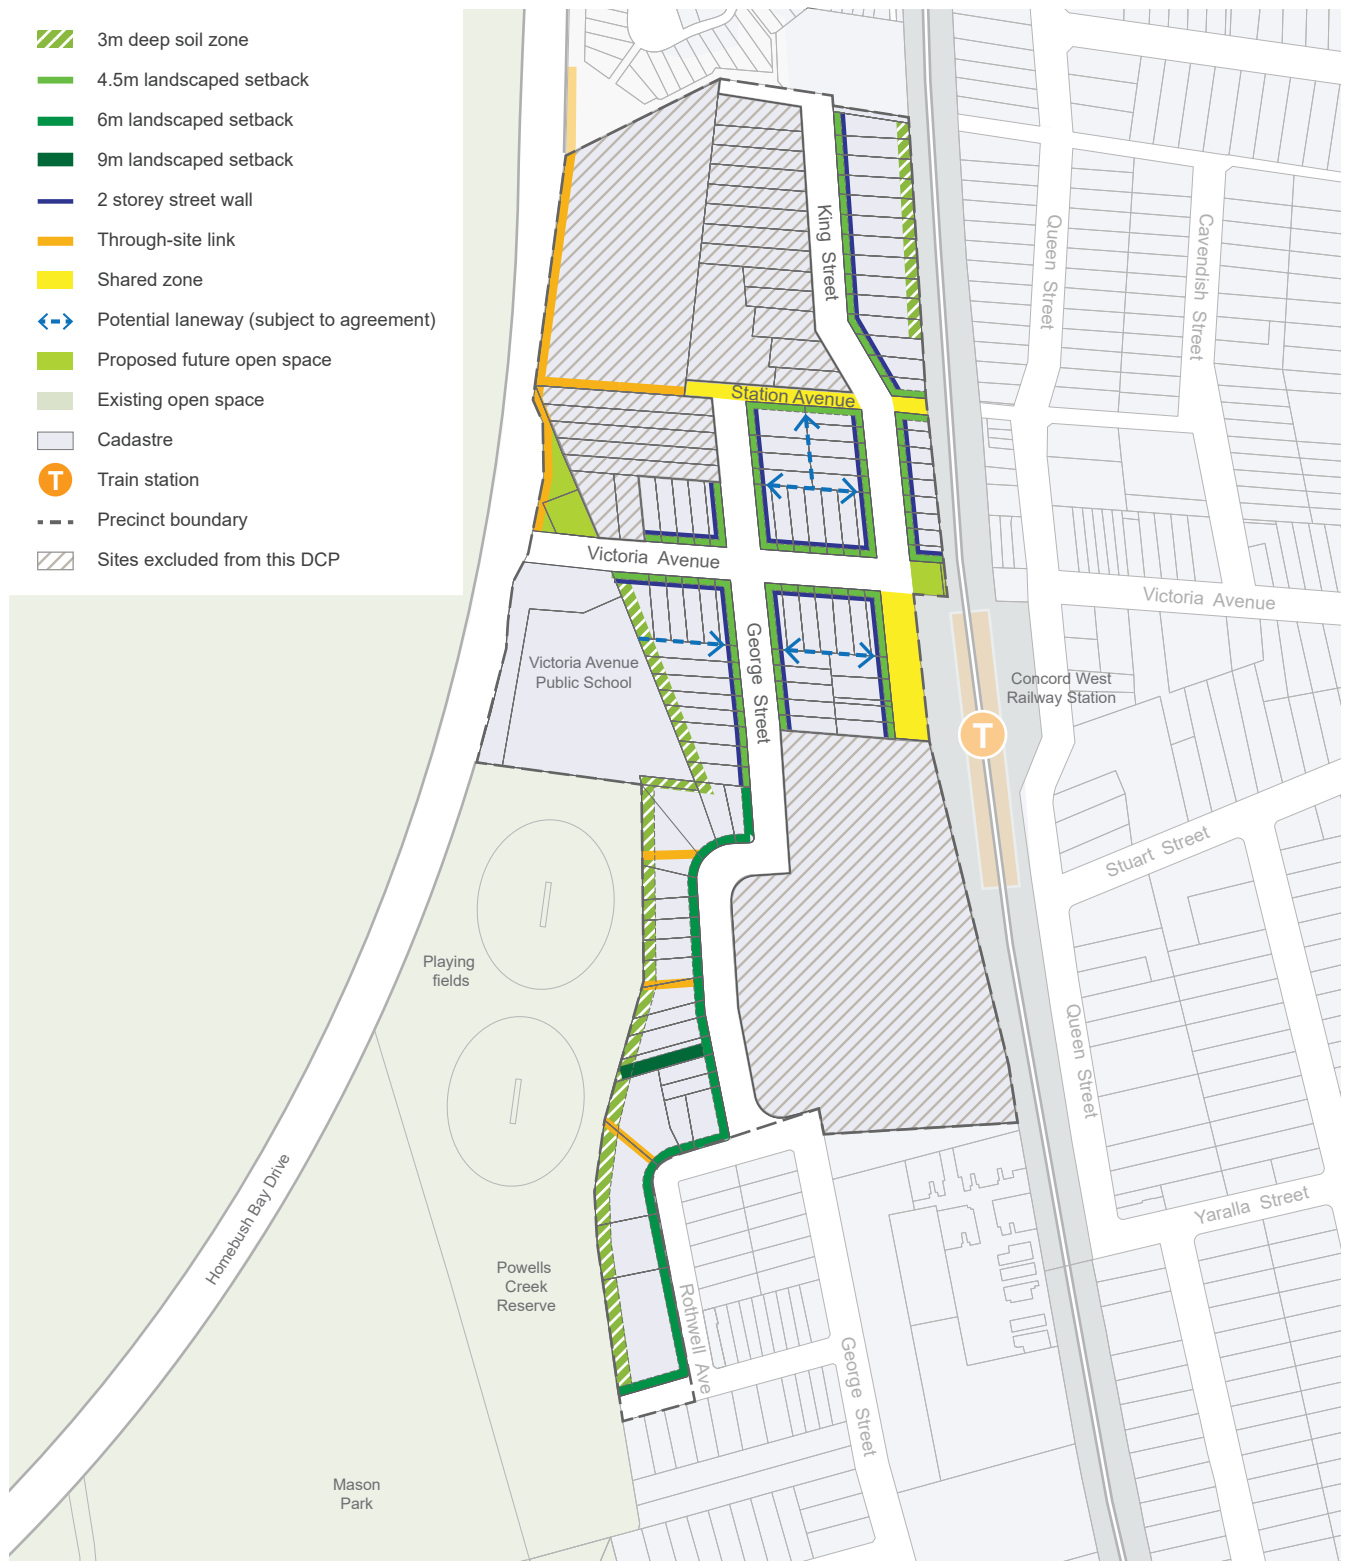 3m deep soil zone
4.5m landscaped setback
6m landscaped setback
9m landscaped setback
2 storey street wall
Through-site link
Shared zone
Potential laneway (subject to agreement)
Proposed future open space
Existing open space
Cadastre
T
Train station
Precinct boundary
Sites excluded from this DCP
King Street
Queen Street
Cavendish Street
Station Avenue
Victoria Avenue
Victoria Avenue
George Street
Victoria Avenue
Public School
Concord West
Railway Station
T
Stuart Street
Playing
fields
Queen Street
Homebush Bay Drive
Yaralla Street
Powells
Creek
Reserve
Rothwell Ave
George Street
Mason
Park